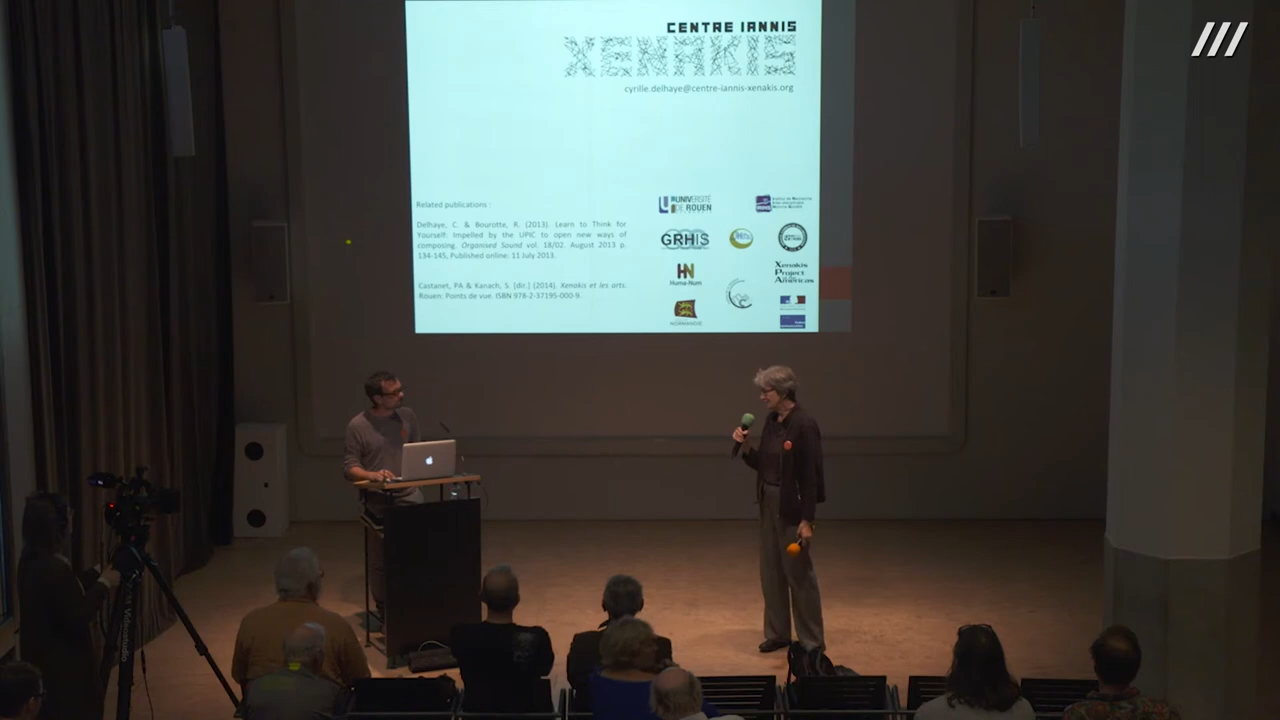 CENTRE IANNIS
XENAKIS
cyrille.delhaye@centre-iannis-xenakis.org
Related publications :
Delhaye, C. & Bourotte, R. (2013). Learn to Think for
Yourself: Impelled by the UPIC to open new ways of
composing. Organised Sound vol. 18/02. August 2013 p.
134-145, Published online: 11 July 2013.
Castanet, PA & Kanach, S. [dir.] (2014). Xenakis et les arts.
Rouen: Points de vue. ISBN 978-2-37195-000-9.
UNIVERSITÉ
DE ROUEN
GRHIS
Huma-Num
Xenakis
Project
Americas
NORMANDIE